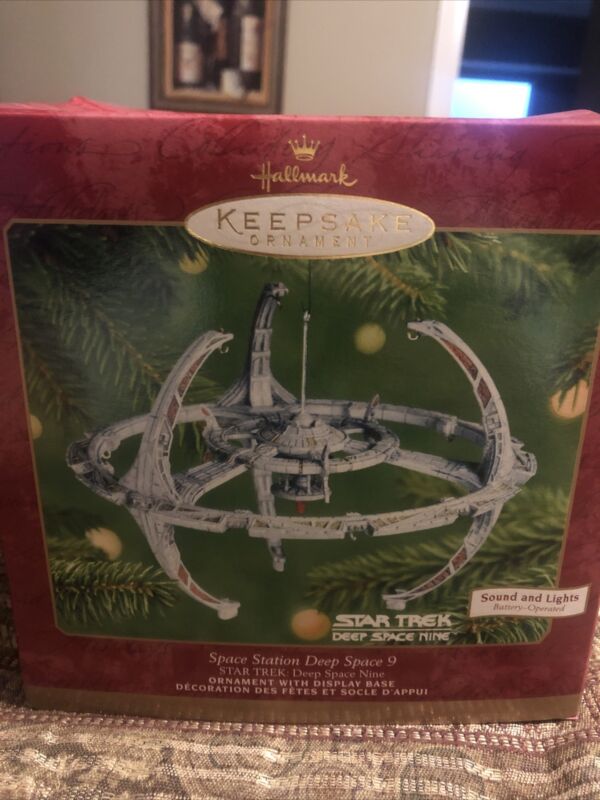 Hallmark
KEEPSAKE
ORNAMENT
Sound and Lights
Battery-Operated
STAR TREK
DEEP SPACE NINE
Space Station Deep Space 9
STAR TREK: Deep Space Nine
ORNAMENT WITH DISPLAY BASE
DÉCORATION DES FÊTES ET SOCLE D'APPUI